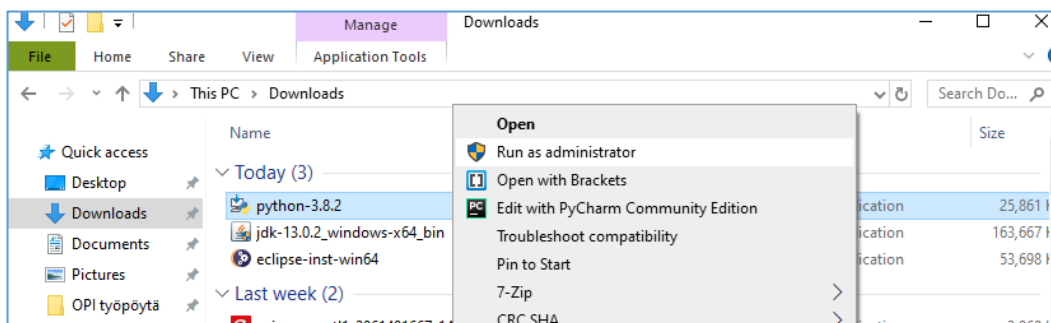 Manage Downloads
File Home Share View Application Tools
This PC > Downloads Search Do...
Name Size
Quick access
Desktop
Downloads
Documents
Pictures
OPI työpöytä
Today (3)
python-3.8.2 ication 25,861 K
jdk-13.0.2_windows-x64_bin ication 163,667 K
eclipse-inst-win64 ication 53,698 K
Last week (2)
Open
Run as administrator
Open with Brackets
Edit with PyCharm Community Edition
Troubleshoot compatibility
Pin to Start
7-Zip
CRC SHA